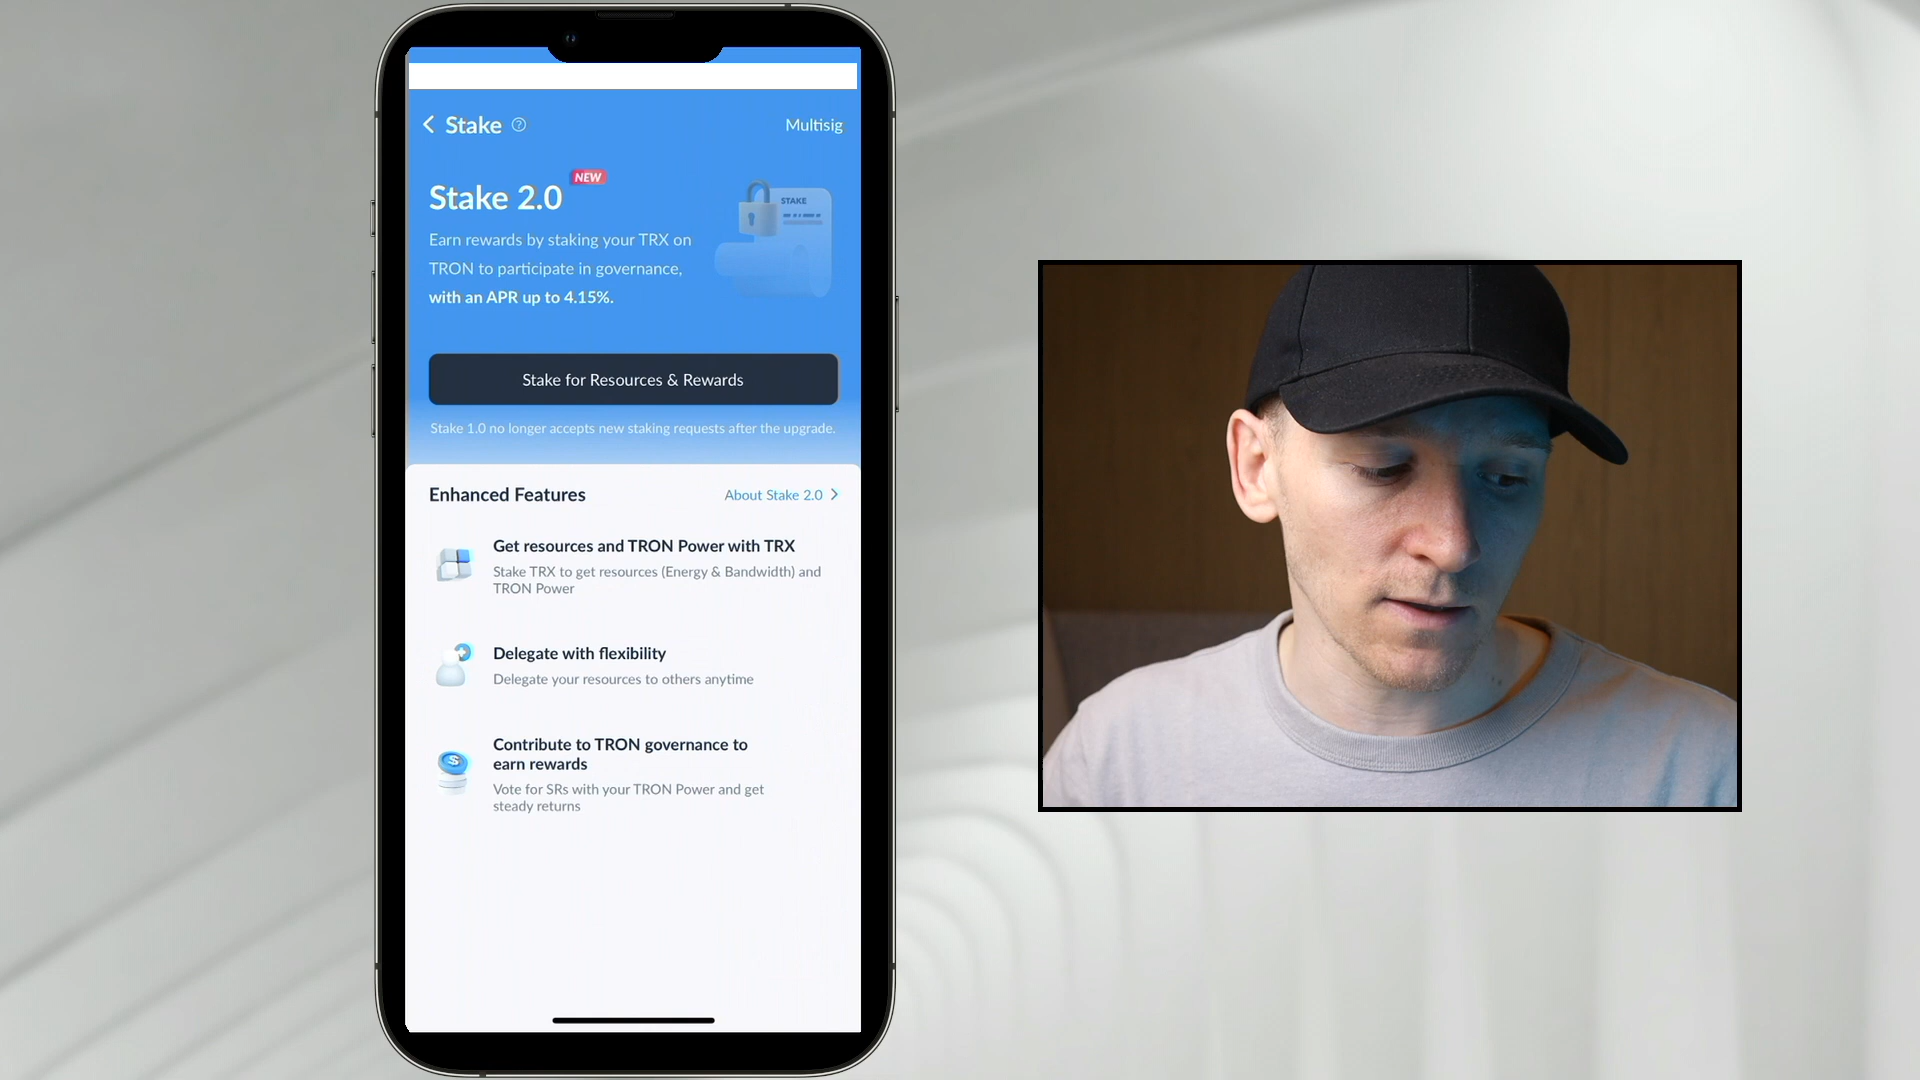 Stake
Multisig
Stake 2.0
NEW
STAKE
Earn rewards by staking your TRX on
TRON to participate in governance,
with an APR up to 4.15%.
Stake for Resources & Rewards
Stake 1.0 no longer accepts new staking requests after the upgrade.
Enhanced Features
About Stake 2.0
Get resources and TRON Power with TRX
Stake TRX to get resources (Energy & Bandwidth) and
TRON Power
Delegate with flexibility
Delegate your resources to others anytime
Contribute to TRON governance to
earn rewards
Vote for SRs with your TRON Power and get
steady returns